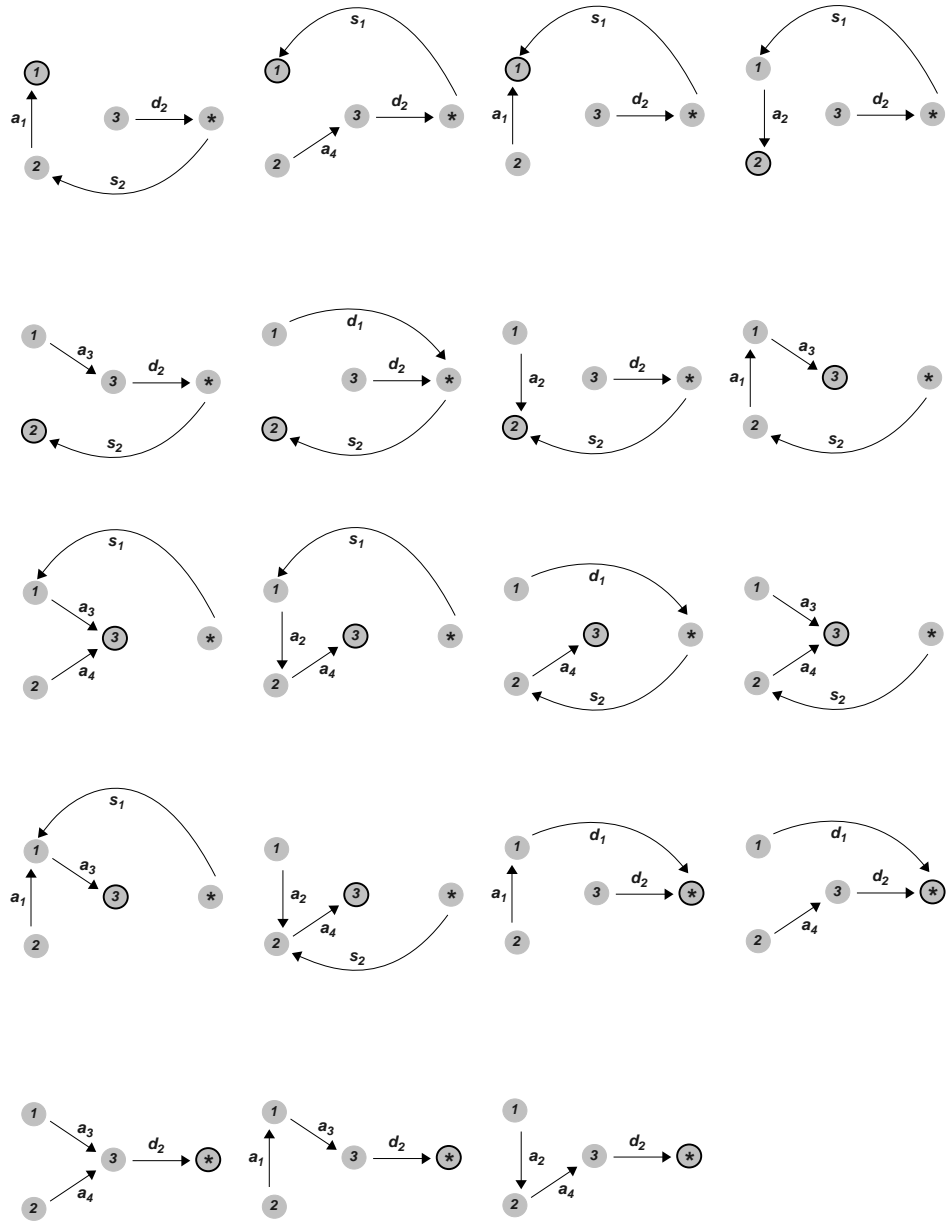 s₁ s₁ s₁
1 1 1 1
a₁ 3 d₂ * 3 d₂ * a₁ 3 d₂ * a₂ 3 d₂ *
2 s₂ 2 a₄ 2 2
1 a₃ 1 d₁ 1 1 a₃
3 d₂ * 3 d₂ * a₂ 3 d₂ * a₁ 3 *
2 s₂ 2 s₂ 2 s₂ 2 s₂
s₁ s₁
1 a₃ 1 1 d₁ 1 a₃
3 * a₂ 3 * 3 * 3 *
2 a₄ 2 a₄ 2 a₄ s₂ 2 a₄ s₂
s₁
1 a₃ 1 1 d₁ 1 d₁
a₁ 3 * a₂ 3 * a₁ 3 d₂ * 3 d₂ *
2 2 a₄ s₂ 2 2 a₄
1 a₃ 1 a₃ 1
3 d₂ * a₁ 3 d₂ * a₂ 3 d₂ *
2 a₄ 2 2 a₄